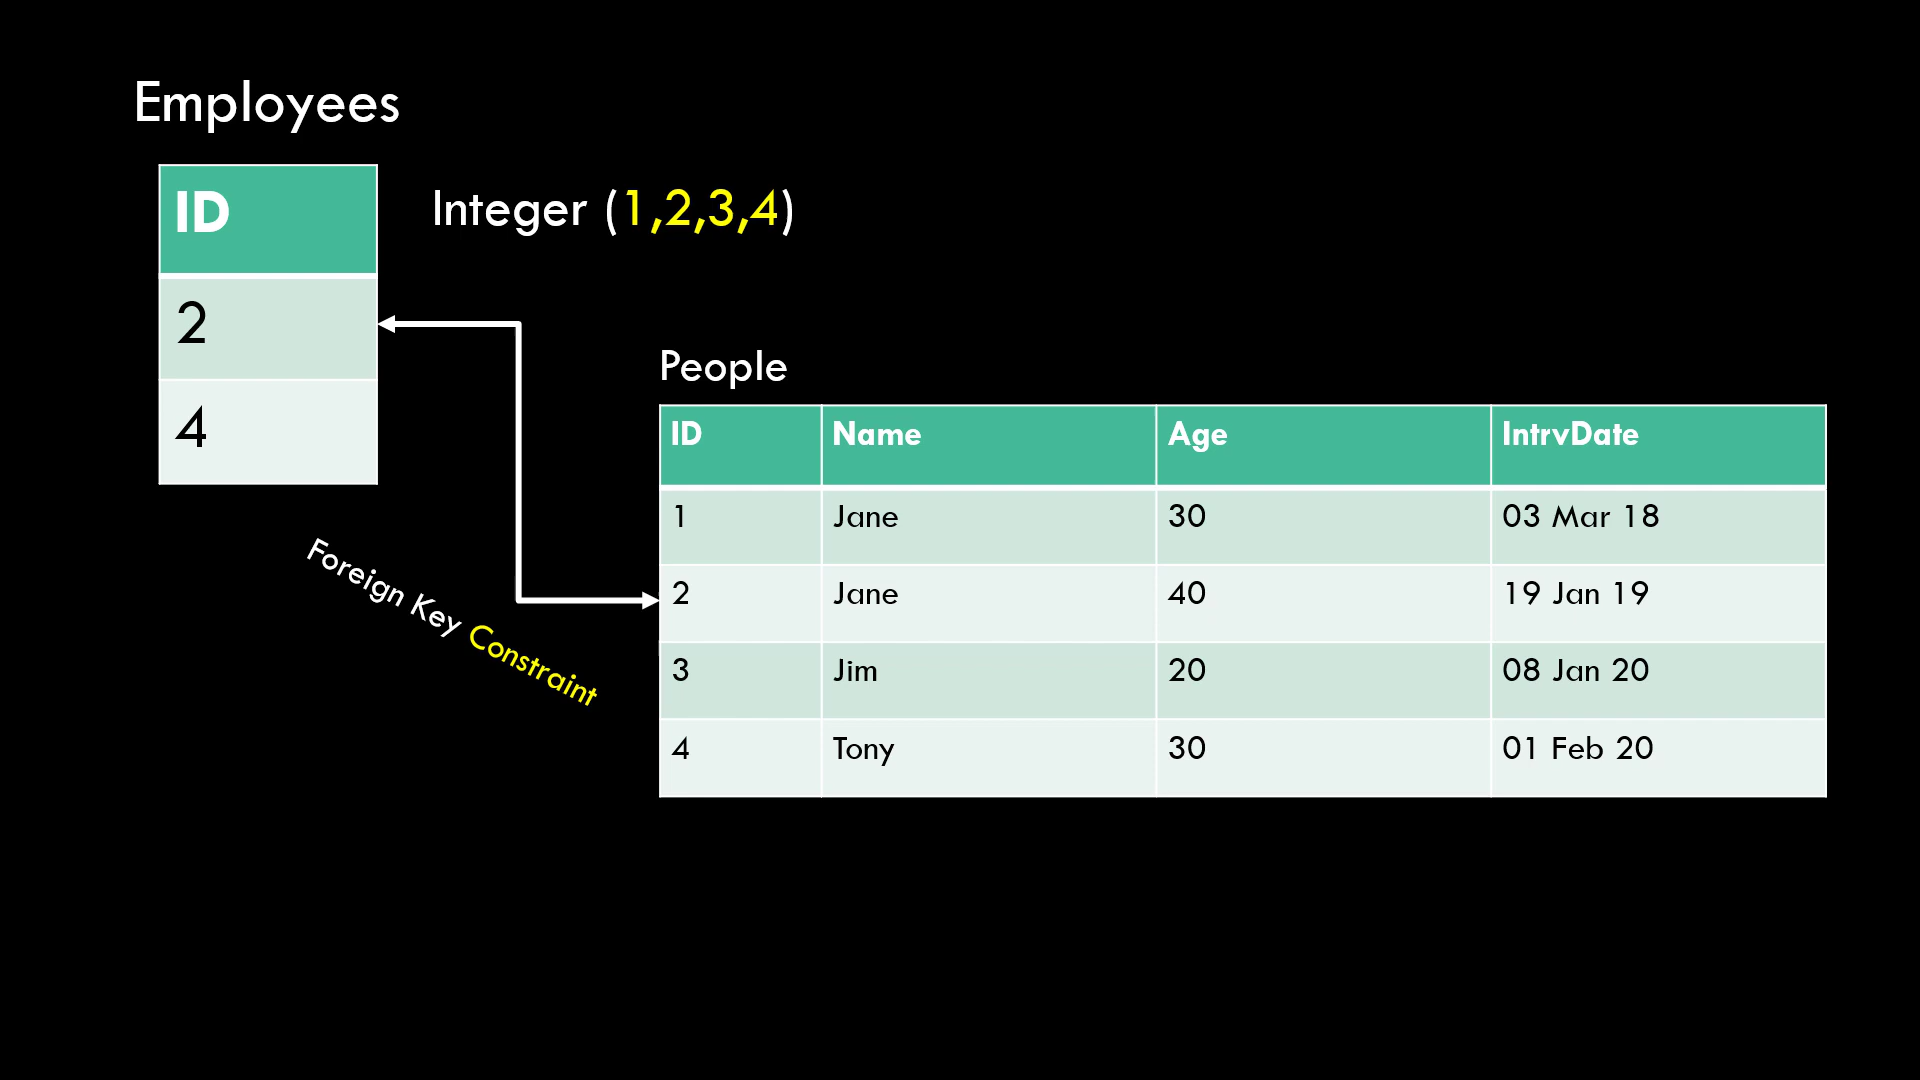 Employees
ID
2
4
Integer (1,2,3,4)
Foreign Key Constraint
People
ID Name Age IntrvDate
1 Jane 30 03 Mar 18
2 Jane 40 19 Jan 19
3 Jim 20 08 Jan 20
4 Tony 30 01 Feb 20